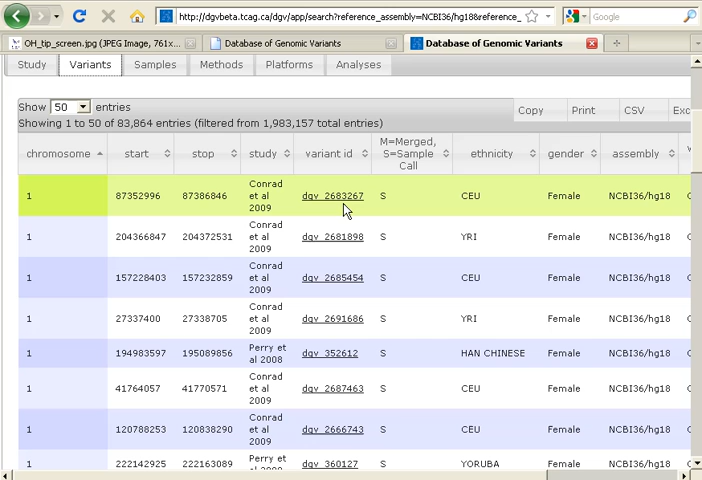 http://dgvbeta.tcag.ca/dgv/app/search?reference_assembly=NCBI36/hg18&reference_
Google
OH_tip_screen.jpg (JPEG Image, 761x...
Database of Genomic Variants
Database of Genomic Variants
Study Variants Samples Methods Platforms Analyses
Show 50 entries
Copy Print CSV Exc
Showing 1 to 50 of 83,864 entries (filtered from 1,983,157 total entries)
chromosome start stop study variant id M=Merged, S=Sample Call ethnicity gender assembly
1 87352996 87386846 Conrad et al 2009 dgv_2683267 S CEU Female NCBI36/hg18
1 204366847 204372531 Conrad et al 2009 dgv_2681898 S YRI Female NCBI36/hg18
1 157228403 157232859 Conrad et al 2009 dgv_2685454 S CEU Female NCBI36/hg18
1 27337400 27338705 Conrad et al 2009 dgv_2691686 S YRI Female NCBI36/hg18
1 194983597 195089856 Perry et al 2008 dgv_352612 S HAN CHINESE Female NCBI36/hg18
1 41764057 41770571 Conrad et al 2009 dgv_2687463 S CEU Female NCBI36/hg18
1 120788253 120838290 Conrad et al 2009 dgv_2666743 S CEU Female NCBI36/hg18
1 222142925 222163089 Perry et al 2008 dgv_360127 S YORUBA Female NCBI36/hg18